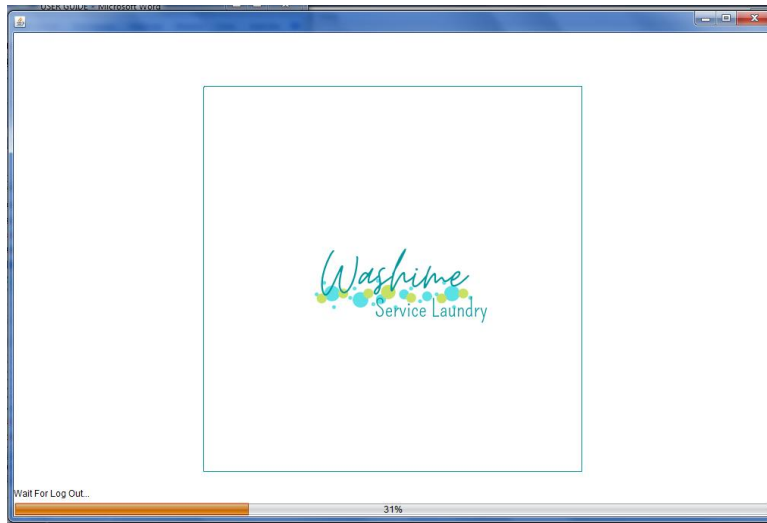 USER GUIDE - Microsoft Word
Washime
Service Laundry
Wait For Log Out...
31%